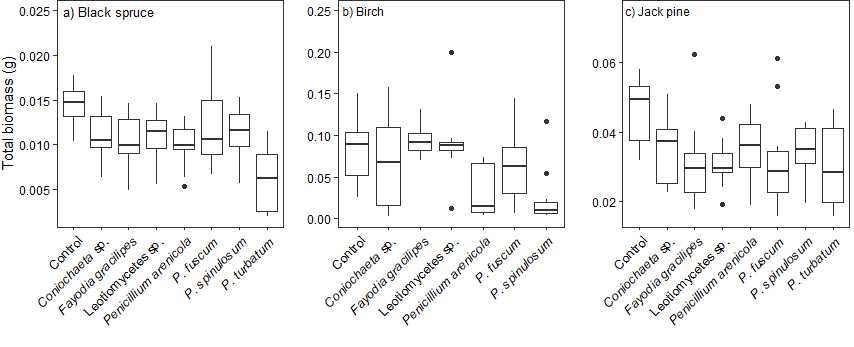 Total biomass (g)
a) Black spruce
0.025
0.020
0.015
0.010
0.005
Control
Coniochaeta sp.
Fayodia gracilipes
Leotiomycetes sp.
Penicillium arenicola
P. fuscum
P. spinulosum
P. turbatum
b) Birch
0.25
0.20
0.15
0.10
0.05
0.00
Control
Coniochaeta sp.
Fayodia gracilipes
Leotiomycetes sp.
Penicillium arenicola
P. fuscum
P. spinulosum
c) Jack pine
0.06
0.04
0.02
Control
Coniochaeta sp.
Fayodia gracilipes
Leotiomycetes sp.
Penicillium arenicola
P. fuscum
P. spinulosum
P. turbatum